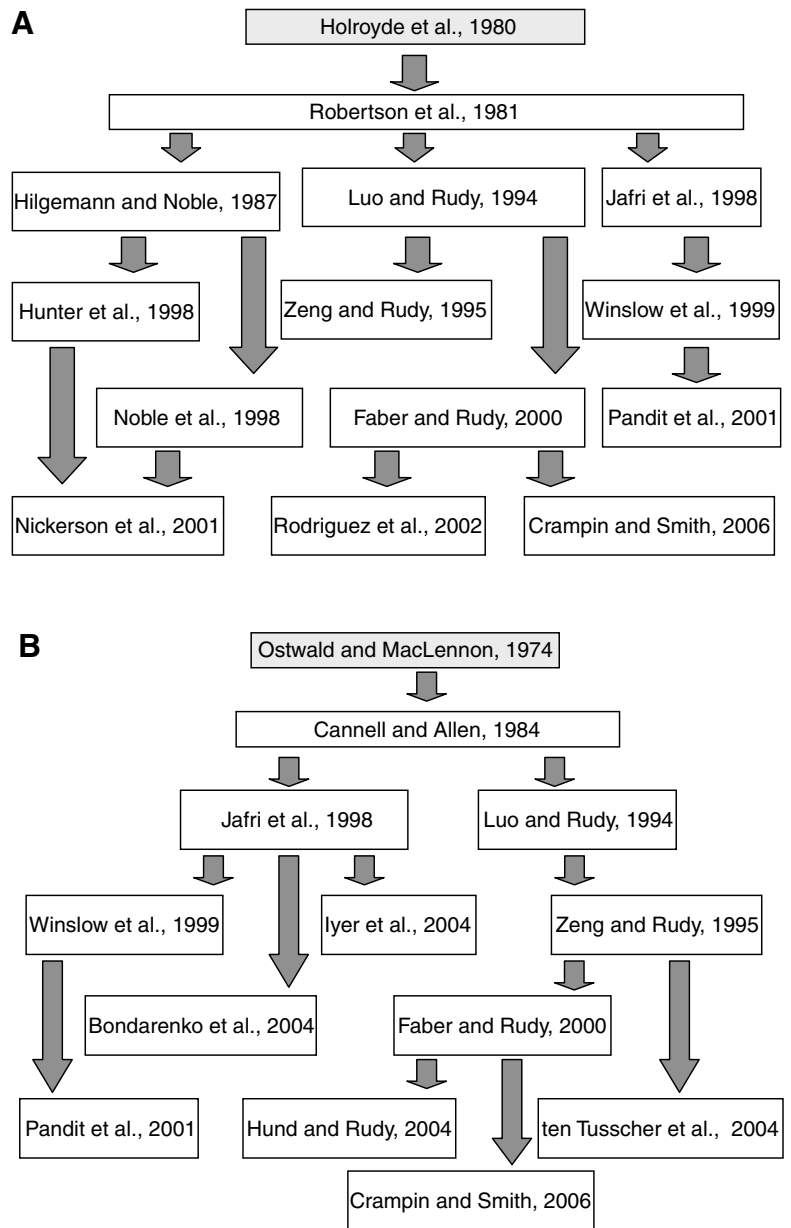 A
Holroyde et al., 1980
Robertson et al., 1981
Hilgemann and Noble, 1987
Luo and Rudy, 1994
Jafri et al., 1998
Hunter et al., 1998
Zeng and Rudy, 1995
Winslow et al., 1999
Noble et al., 1998
Faber and Rudy, 2000
Pandit et al., 2001
Nickerson et al., 2001
Rodriguez et al., 2002
Crampin and Smith, 2006
B
Ostwald and MacLennon, 1974
Cannell and Allen, 1984
Jafri et al., 1998
Luo and Rudy, 1994
Winslow et al., 1999
Iyer et al., 2004
Zeng and Rudy, 1995
Bondarenko et al., 2004
Faber and Rudy, 2000
Pandit et al., 2001
Hund and Rudy, 2004
ten Tusscher et al., 2004
Crampin and Smith, 2006